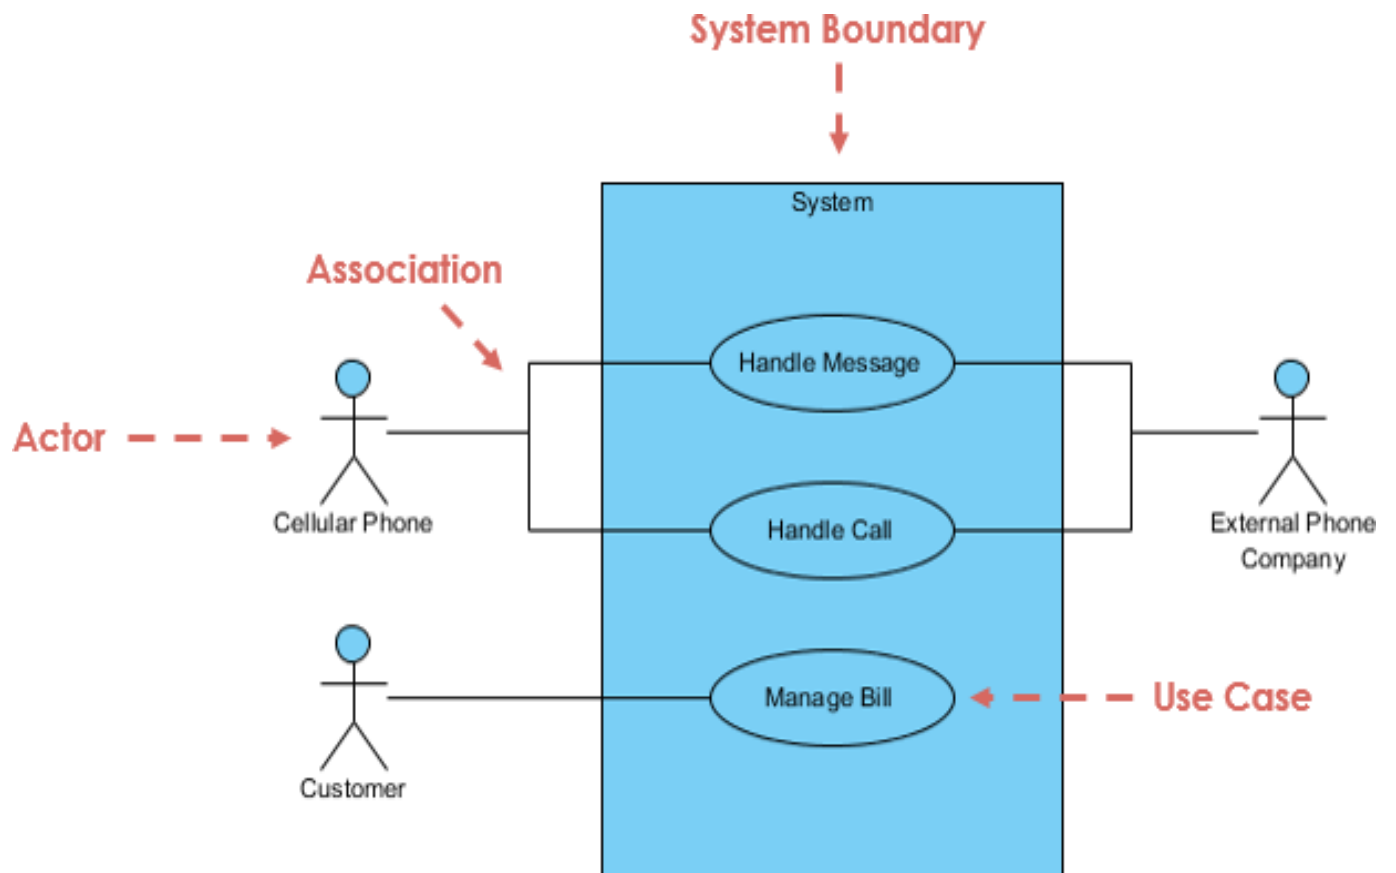 System Boundary
System
Association
Handle Message
Actor
Cellular Phone
Handle Call
External Phone
Company
Manage Bill
Use Case
Customer